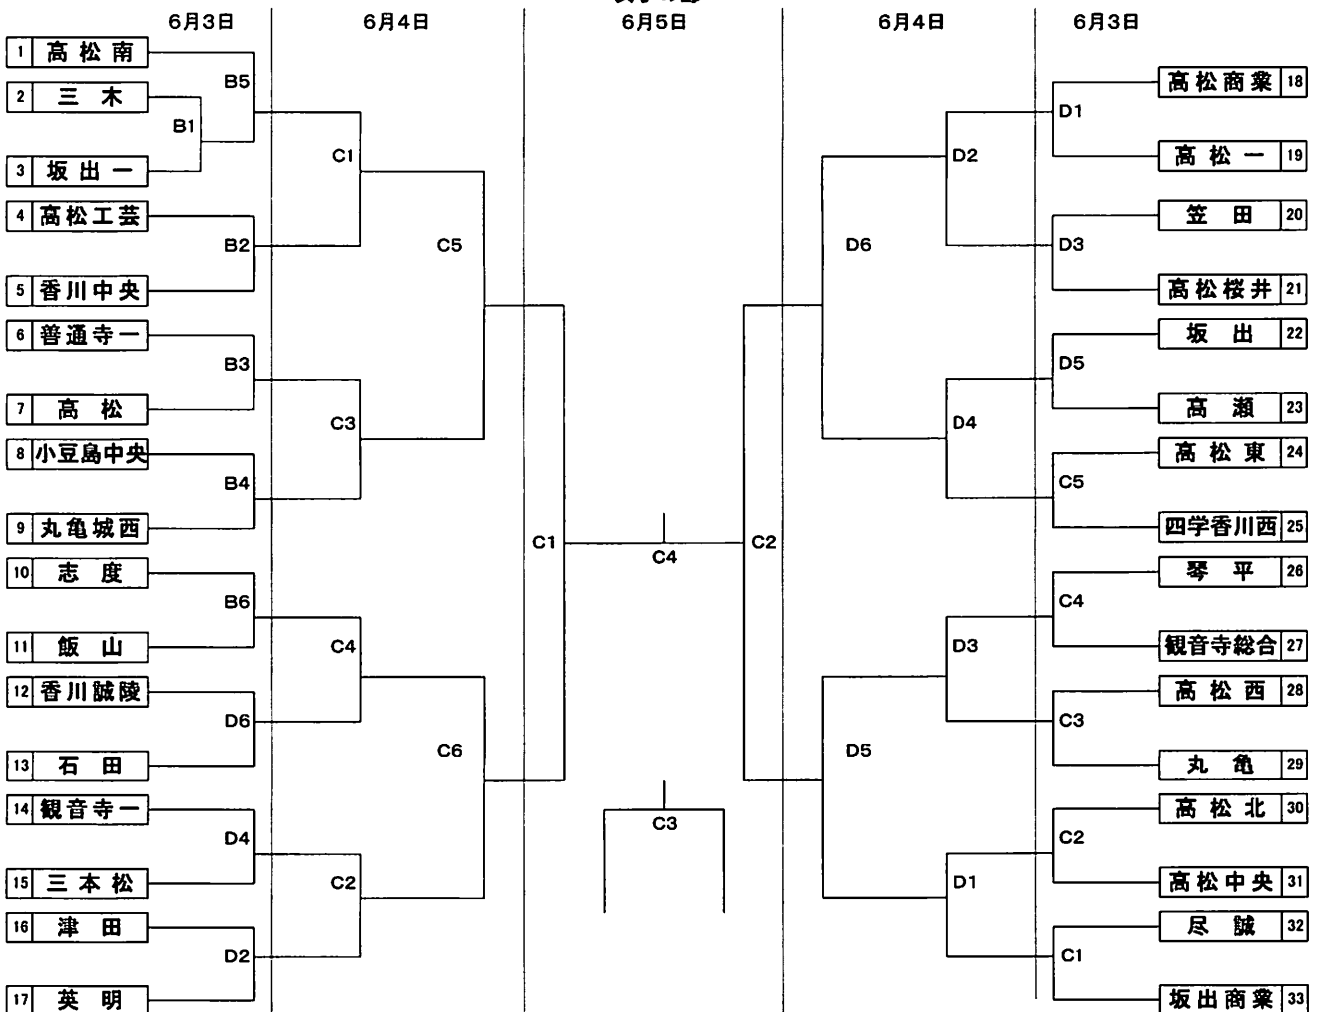 6月3日 6月4日 6月5日 6月4日 6月3日
1 高松南
2 三木
3 坂出一
4 高松工芸
5 香川中央
6 善通寺一
7 高松
8 小豆島中央
9 丸亀城西
10 志度
11 飯山
12 香川誠陵
13 石田
14 観音寺一
15 三本松
16 津田
17 英明
B5
B1
B2
B3
B4
B6
D6
D4
D2
C1
C3
C4
C2
C5
C6
C1
C4
C3
C2
D6
D5
D2
D4
D3
D1
D1
D3
D5
C5
C4
C3
C2
C1
高松商業 18
高松一 19
笠田 20
高松桜井 21
坂出 22
高瀬 23
高松東 24
四学香川西 25
琴平 26
観音寺総合 27
高松西 28
丸亀 29
高松北 30
高松中央 31
尽誠 32
坂出商業 33